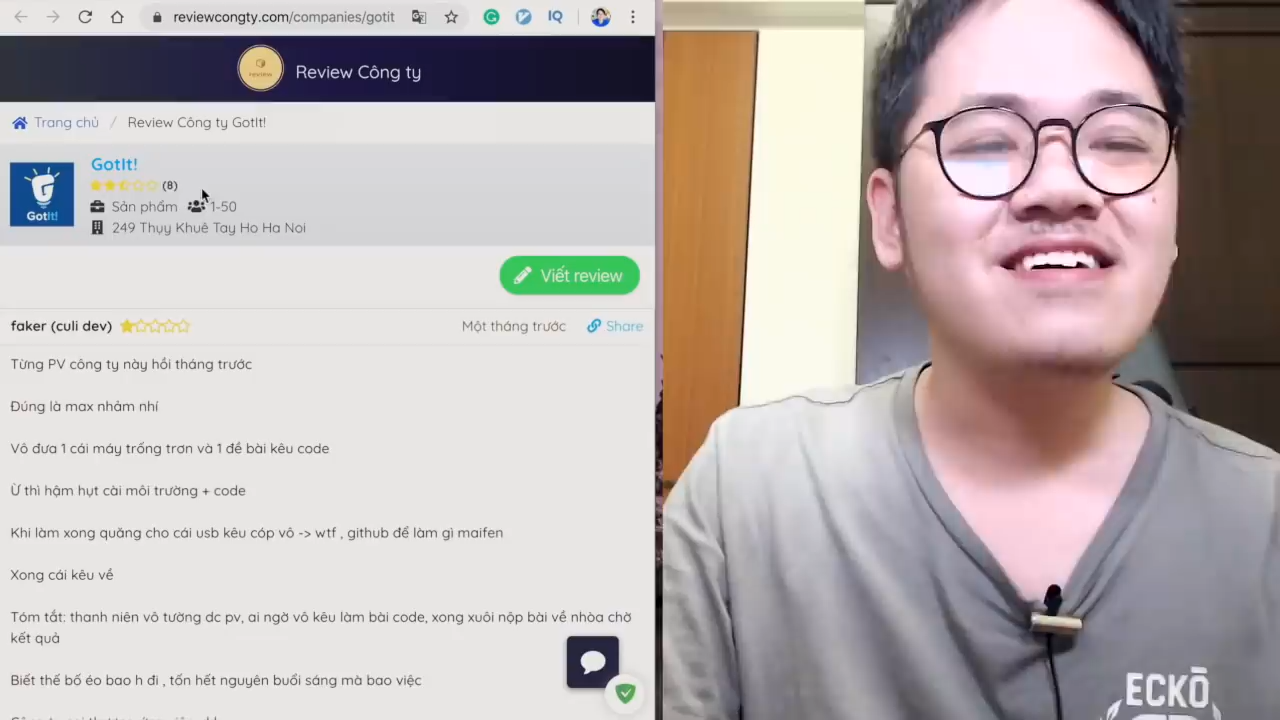 reviewcongty.com/companies/gotit
IQ
Review Công ty
Trang chủ / Review Công ty GotIt!
GotIt!
(8)
Sản phẩm 1-50
249 Thụy Khuê Tay Ho Ha Noi
GotIt!
Viết review
faker (culi dev) Một tháng trước Share
Từng PV công ty này hồi tháng trước
Đúng là max nhảm nhí
Vô đưa 1 cái máy trống trơn và 1 đề bài kêu code
Ừ thì hậm hụt cài môi trường + code
Khi làm xong quăng cho cái usb kêu cóp vô -> wtf , github để làm gì maifen
Xong cái kêu về
Tóm tắt: thanh niên vô tường dc pv, ai ngờ vô kêu làm bài code, xong xuôi nộp bài về nhòa chờ
kết quả
Biết thế bố éo bao h đi , tốn hết nguyên buổi sáng mà bao việc
ECKŌ